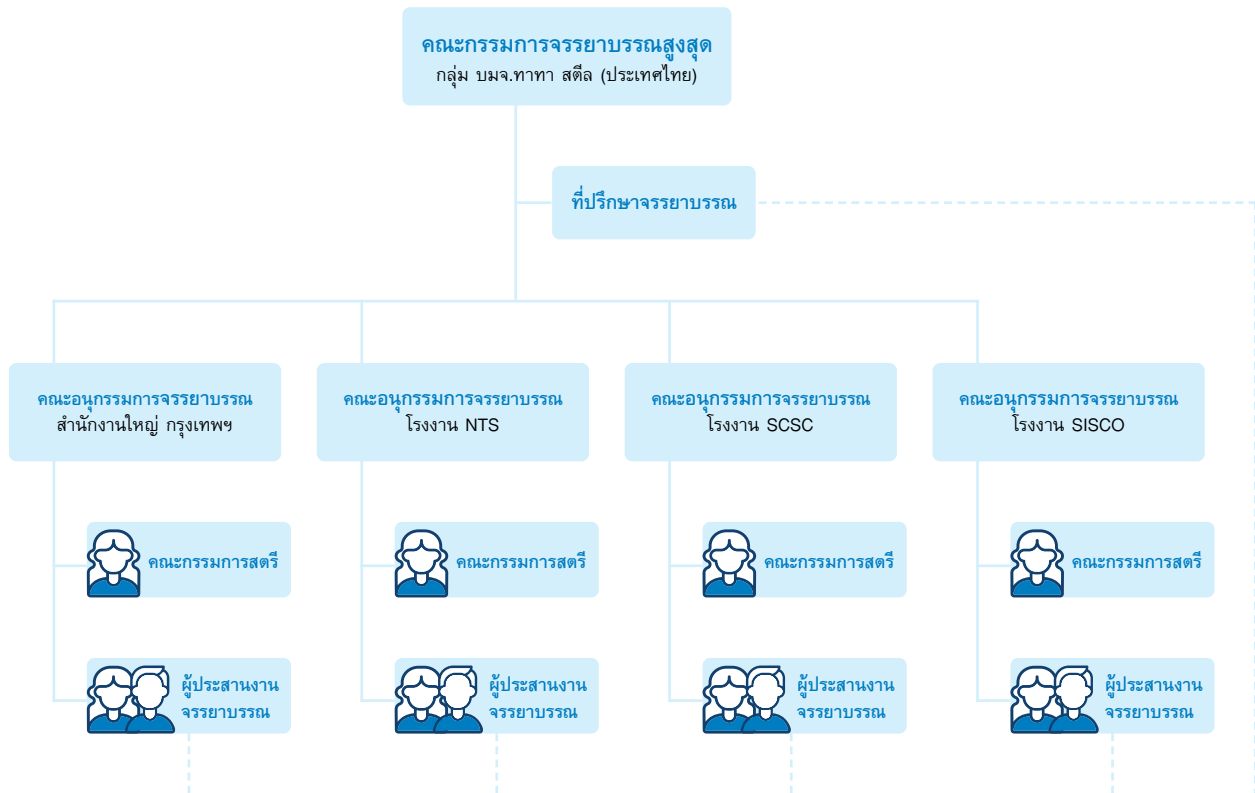 คณะกรรมการจรรยาบรรณสูงสุด
กลุ่ม บมจ.ทาทา สตีล (ประเทศไทย)
ที่ปรึกษาจรรยาบรรณ
คณะอนุกรรมการจรรยาบรรณ
สำนักงานใหญ่ กรุงเทพฯ
คณะอนุกรรมการจรรยาบรรณ
โรงงาน NTS
คณะอนุกรรมการจรรยาบรรณ
โรงงาน SCSC
คณะอนุกรรมการจรรยาบรรณ
โรงงาน SISCO
คณะกรรมการสตรี
คณะกรรมการสตรี
คณะกรรมการสตรี
คณะกรรมการสตรี
ผู้ประสานงาน
จรรยาบรรณ
ผู้ประสานงาน
จรรยาบรรณ
ผู้ประสานงาน
จรรยาบรรณ
ผู้ประสานงาน
จรรยาบรรณ